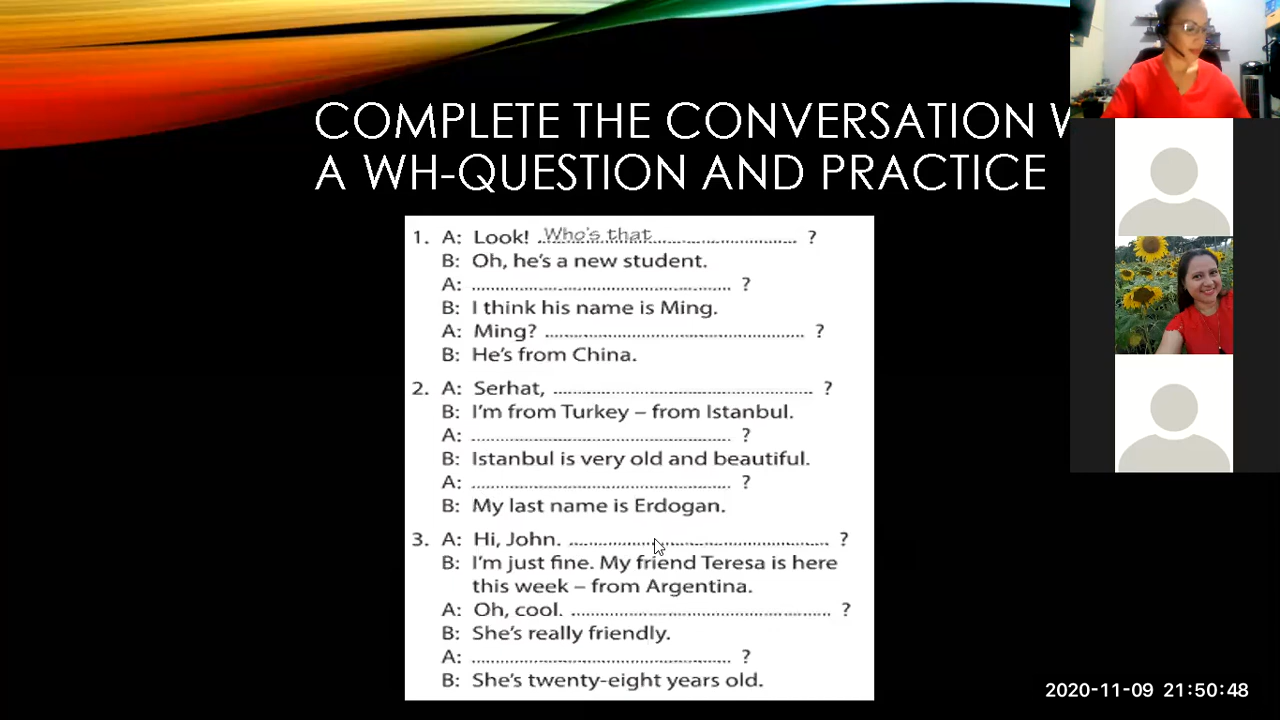 COMPLETE THE CONVERSATION
A WH-QUESTION AND PRACTICE
1. A: Look! Who's that ?
B: Oh, he's a new student.
A: ?
B: I think his name is Ming.
A: Ming? ?
B: He's from China.
2. A: Serhat, ?
B: I'm from Turkey – from Istanbul.
A: ?
B: Istanbul is very old and beautiful.
A: ?
B: My last name is Erdogan.
3. A: Hi, John. ?
B: I'm just fine. My friend Teresa is here
this week – from Argentina.
A: Oh, cool. ?
B: She's really friendly.
A: ?
B: She's twenty-eight years old.
2020-11-09 21:50:48